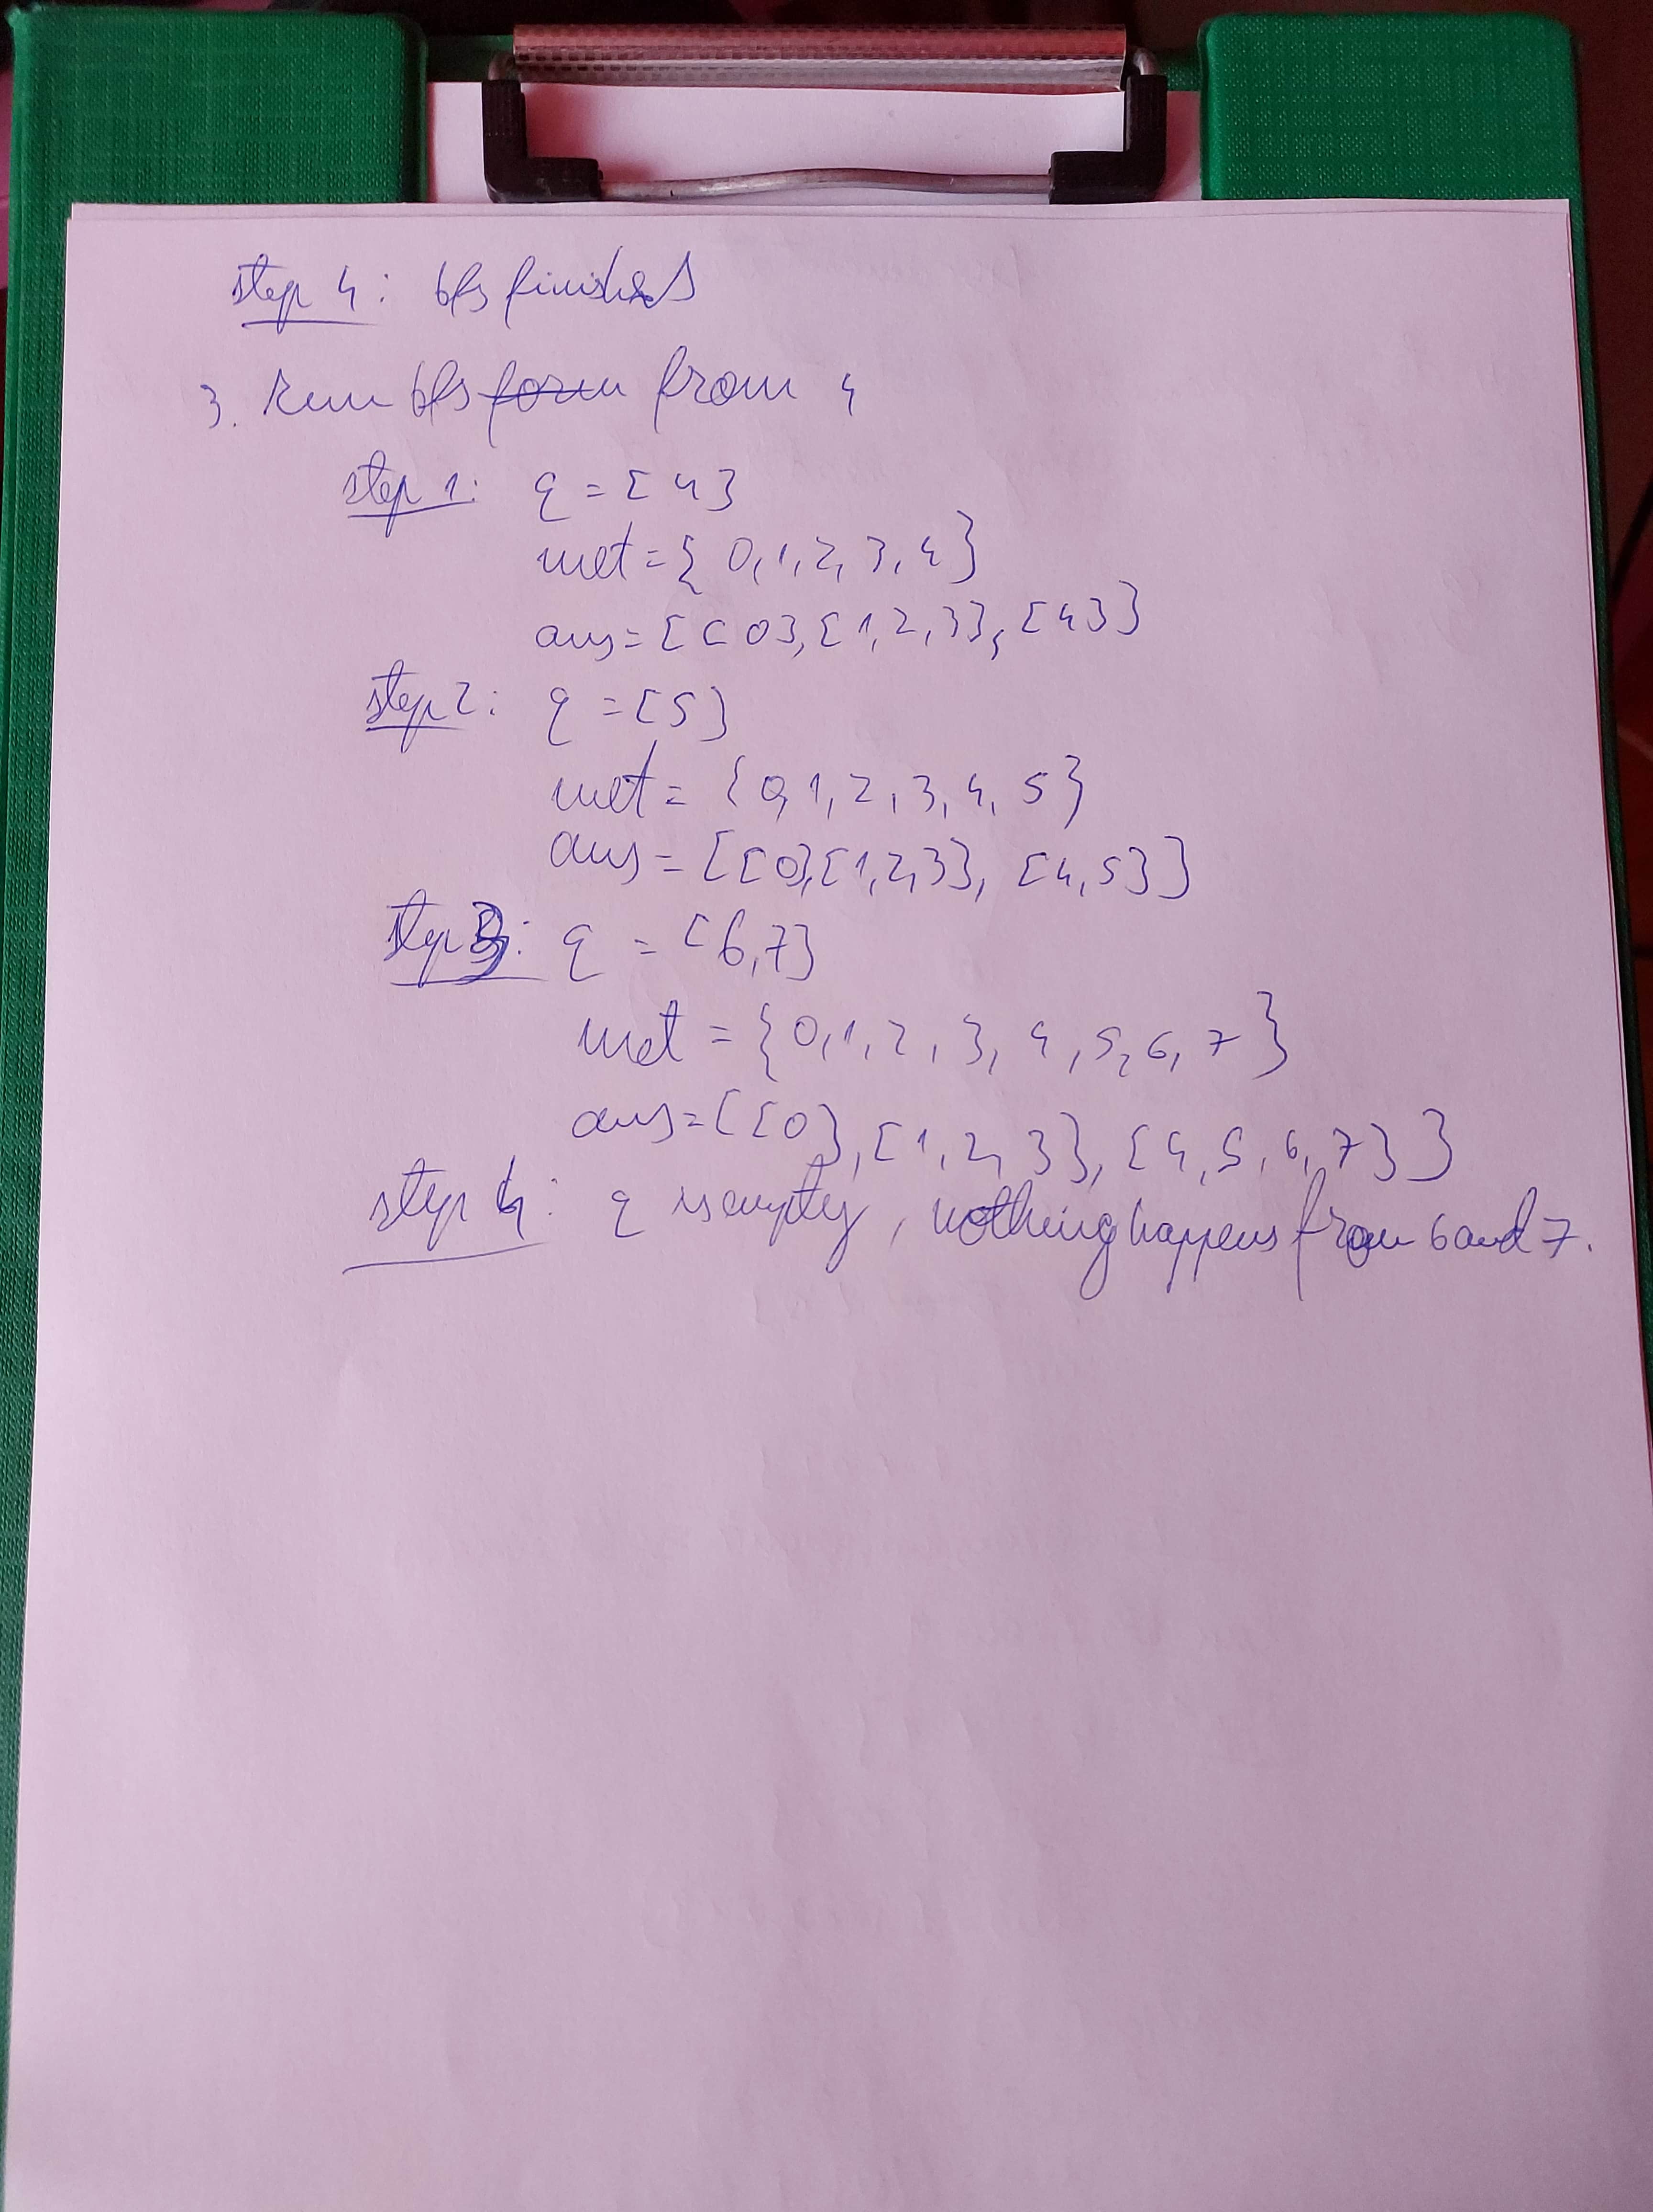 step 4: bfs finished
3. Run bfs form from 4
step 1: q = [4]
met = {0,1,2,3,4}
ans = [[0],[1,2,3],[4]]
step 2: q = [5]
met = {0,1,2,3,4,5}
ans = [[0],[1,2,3],[4,5]]
step 3: q = [6,7]
met = {0,1,2,3,4,5,6,7}
ans = [[0],[1,2,3],[4,5,6,7]]
step 4: q is empty, nothing happens from 6 and 7.